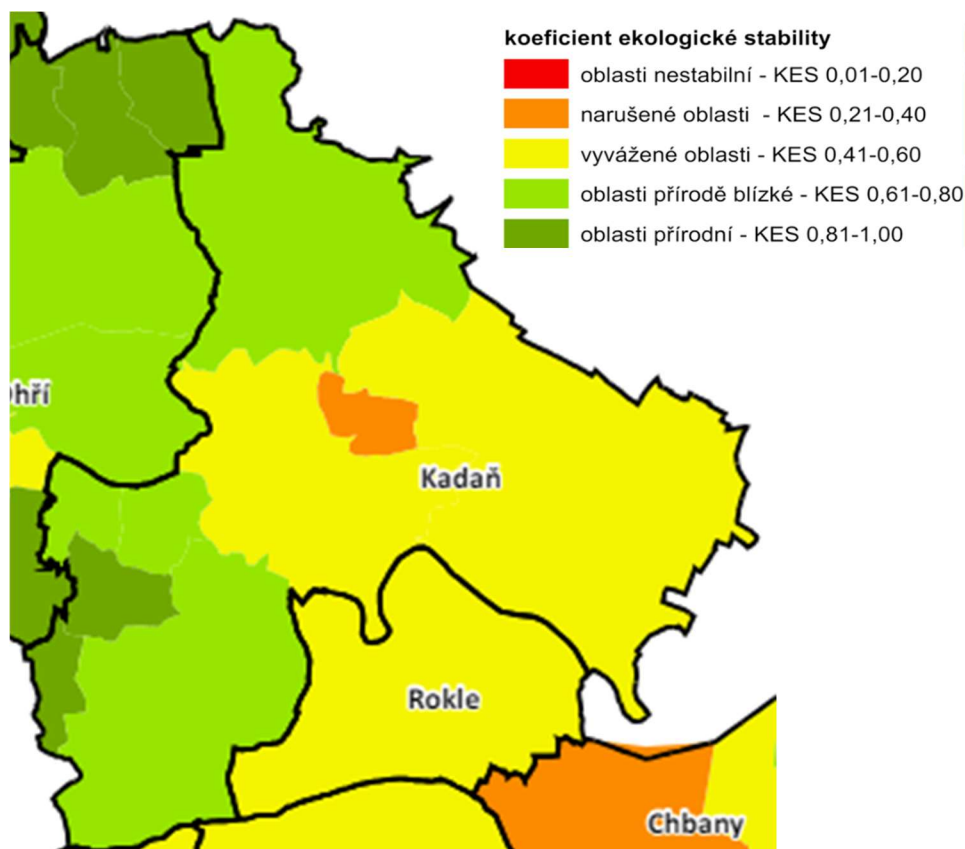 koeficient ekologické stability
oblasti nestabilní - KES 0,01-0,20
narušené oblasti - KES 0,21-0,40
vyvážené oblasti - KES 0,41-0,60
oblasti přírodě blízké - KES 0,61-0,80
oblasti přírodní - KES 0,81-1,00
hří
Kadaň
Rokle
Chbany